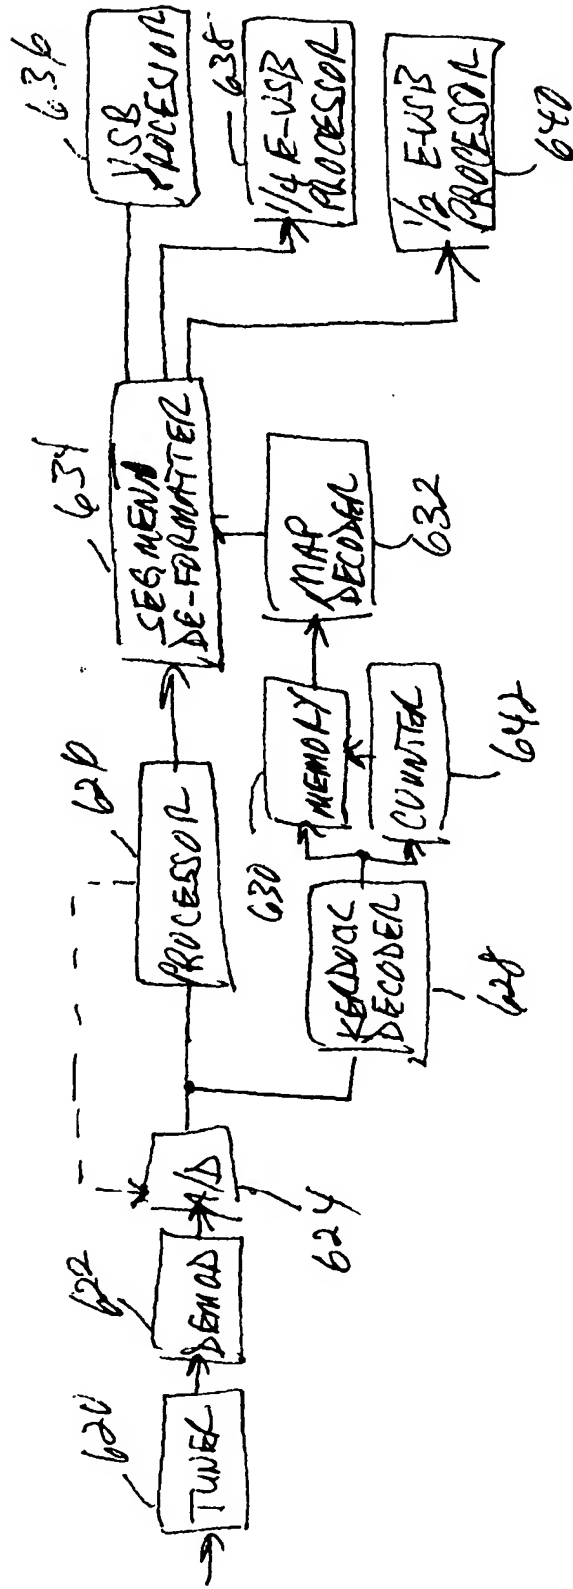 620
TUNER
622
DEMOD
A/D
624
PROCESSOR
KERDOCK
DECODER
628
630
MEMORY
COUNTER
642
MAP
DECODER
632
634
SEGMENT
DE-FORMATTER
636
VSB
PROCESSOR
638
1/4 E-VSB
PROCESSOR
1/2 E-VSB
PROCESSOR
640